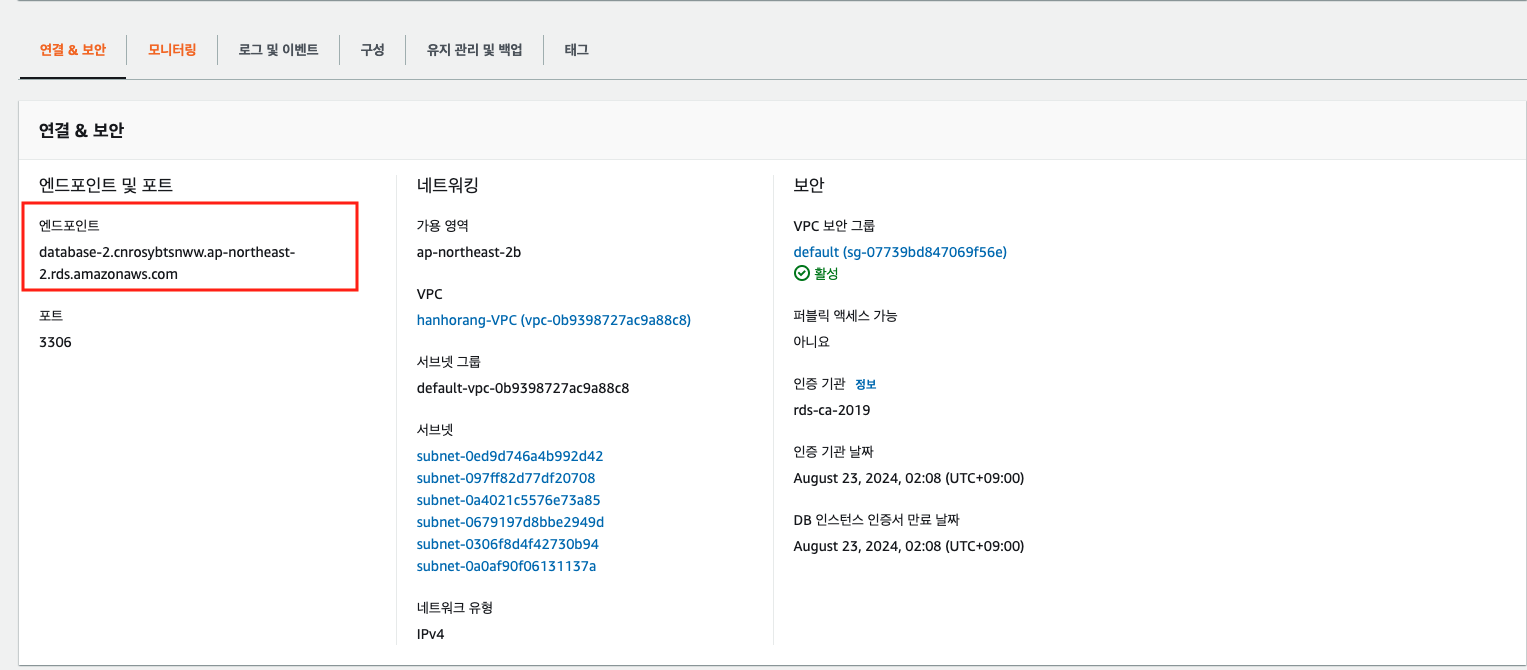 연결 & 보안
모니터링
로그 및 이벤트
구성
유지 관리 및 백업
태그
연결 & 보안
엔드포인트 및 포트
엔드포인트
database-2.cnrosybtsnww.ap-northeast-
2.rds.amazonaws.com
포트
3306
네트워킹
가용 영역
ap-northeast-2b
VPC
hanhorang-VPC (vpc-0b9398727ac9a88c8)
서브넷 그룹
default-vpc-0b9398727ac9a88c8
서브넷
subnet-0ed9d746a4b992d42
subnet-097ff82d77df20708
subnet-0a4021c5576e73a85
subnet-0679197d8bbe2949d
subnet-0306f8d4f42730b94
subnet-0a0af90f06131137a
네트워크 유형
IPv4
보안
VPC 보안 그룹
default (sg-07739bd847069f56e)
활성
퍼블릭 액세스 가능
아니요
인증 기관 정보
rds-ca-2019
인증 기관 날짜
August 23, 2024, 02:08 (UTC+09:00)
DB 인스턴스 인증서 만료 날짜
August 23, 2024, 02:08 (UTC+09:00)